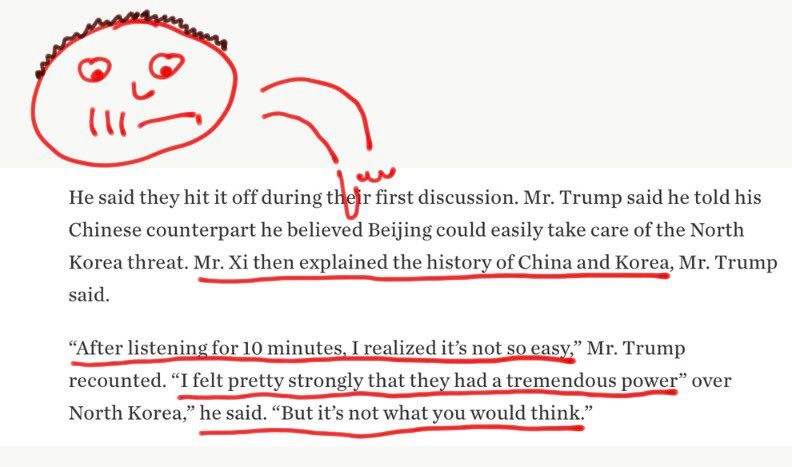 He said they hit it off during their first discussion. Mr. Trump said he told his
Chinese counterpart he believed Beijing could easily take care of the North
Korea threat. Mr. Xi then explained the history of China and Korea, Mr. Trump
said.
“After listening for 10 minutes, I realized it’s not so easy,” Mr. Trump
recounted. “I felt pretty strongly that they had a tremendous power” over
North Korea,” he said. “But it’s not what you would think.”